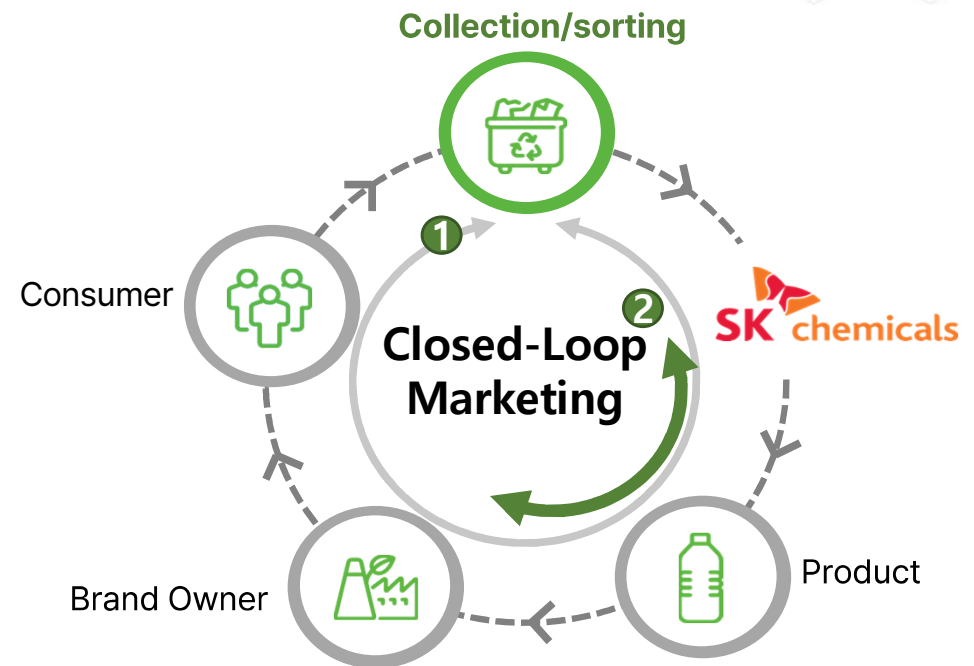 Collection/sorting
1
Consumer
2
SK chemicals
Closed-Loop
Marketing
Product
Brand Owner